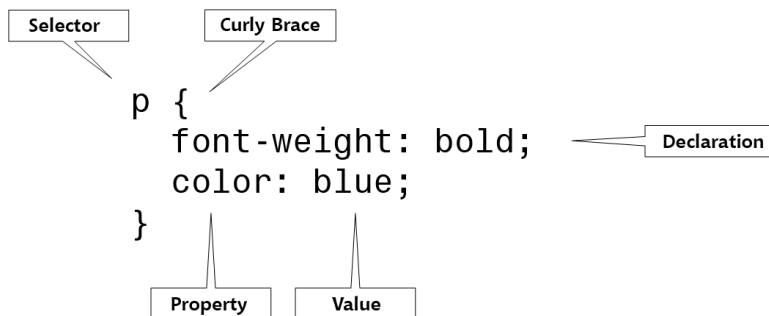 Selector
Curly Brace
p {
font-weight: bold;
Declaration
color: blue;
}
Property
Value